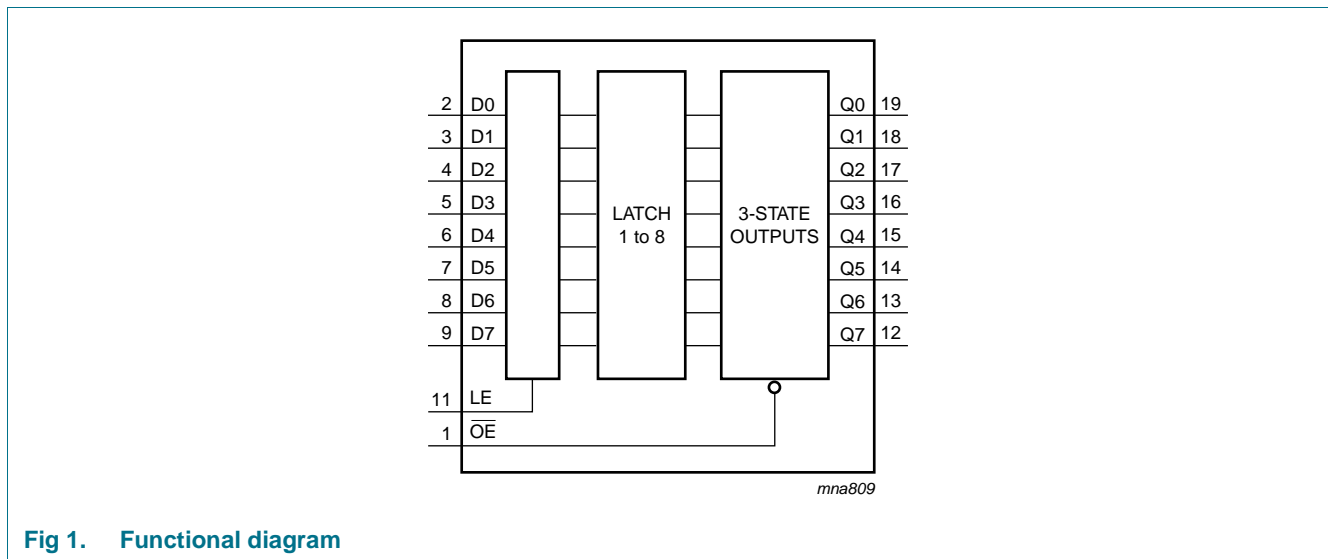 2 D0 Q0 19
3 D1 Q1 18
4 D2 Q2 17
5 D3 Q3 16
LATCH 3-STATE
6 D4 1 to 8 OUTPUTS Q4 15
7 D5 Q5 14
8 D6 Q6 13
9 D7 Q7 12
11 LE
1 O̅E̅
mna809
Fig 1. Functional diagram